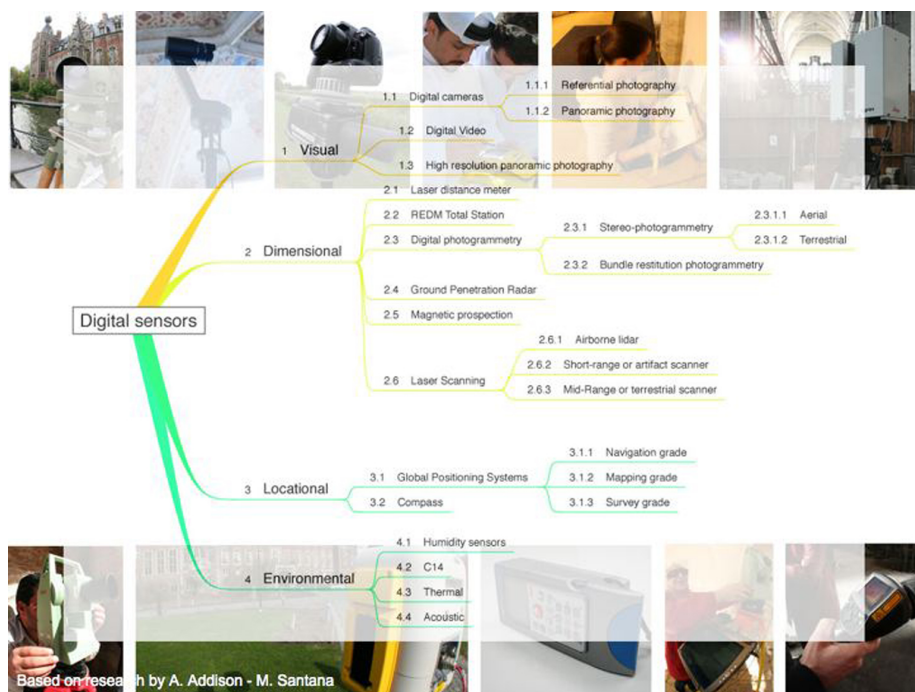 1.1.1 Referential photography
1.1 Digital cameras
1.1.2 Panoramic photography
1.2 Digital Video
1 Visual
1.3 High resolution panoramic photography
2.1 Laser distance meter
2.2 REDM Total Station
2.3.1.1 Aerial
2.3.1 Stereo-photogrammetry
2.3 Digital photogrammetry
2.3.1.2 Terrestrial
2 Dimensional
2.3.2 Bundle restitution photogrammetry
2.4 Ground Penetration Radar
2.5 Magnetic prospection
Digital sensors
2.6.1 Airborne lidar
2.6.2 Short-range or artifact scanner
2.6 Laser Scanning
2.6.3 Mid-Range or terrestrial scanner
3.1.1 Navigation grade
3.1 Global Positioning Systems
3.1.2 Mapping grade
3 Locational
3.2 Compass
3.1.3 Survey grade
4.1 Humidity sensors
4.2 C14
4 Environmental
4.3 Thermal
4.4 Acoustic
Based on research by A. Addison - M. Santana